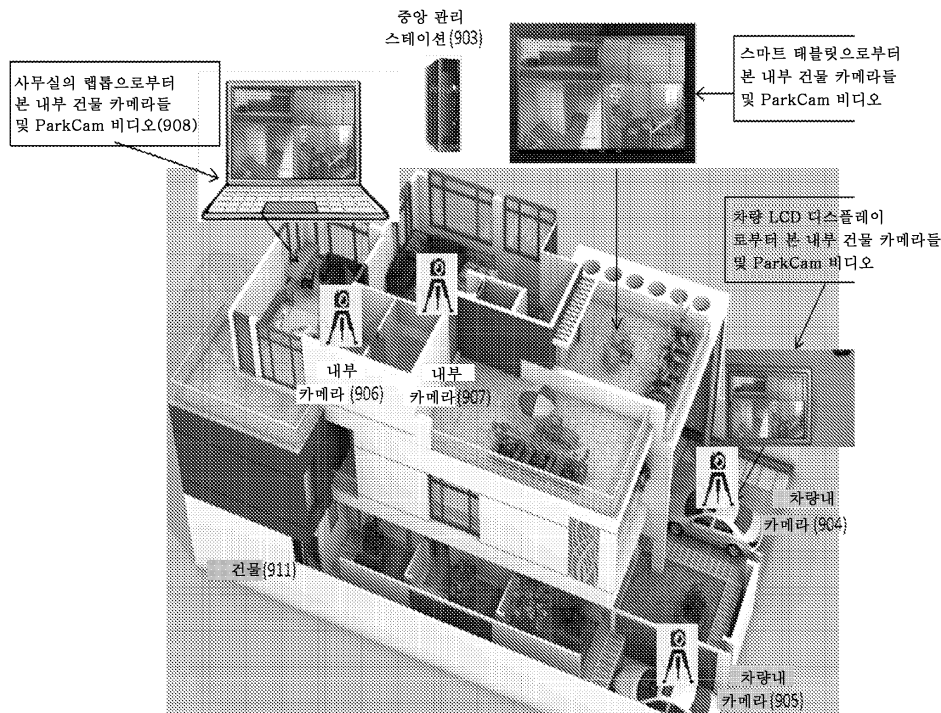 중앙 관리
스테이션(903)
사무실의 랩톱으로부터
본 내부 건물 카메라들
및 ParkCam 비디오(908)
스마트 태블릿으로부터
본 내부 건물 카메라들
및 ParkCam 비디오
차량 LCD 디스플레이
로부터 본 내부 건물 카메라들
및 ParkCam 비디오
내부
카메라 (906)
내부
카메라(907)
차량내
카메라 (904)
건물(911)
차량내
카메라(905)